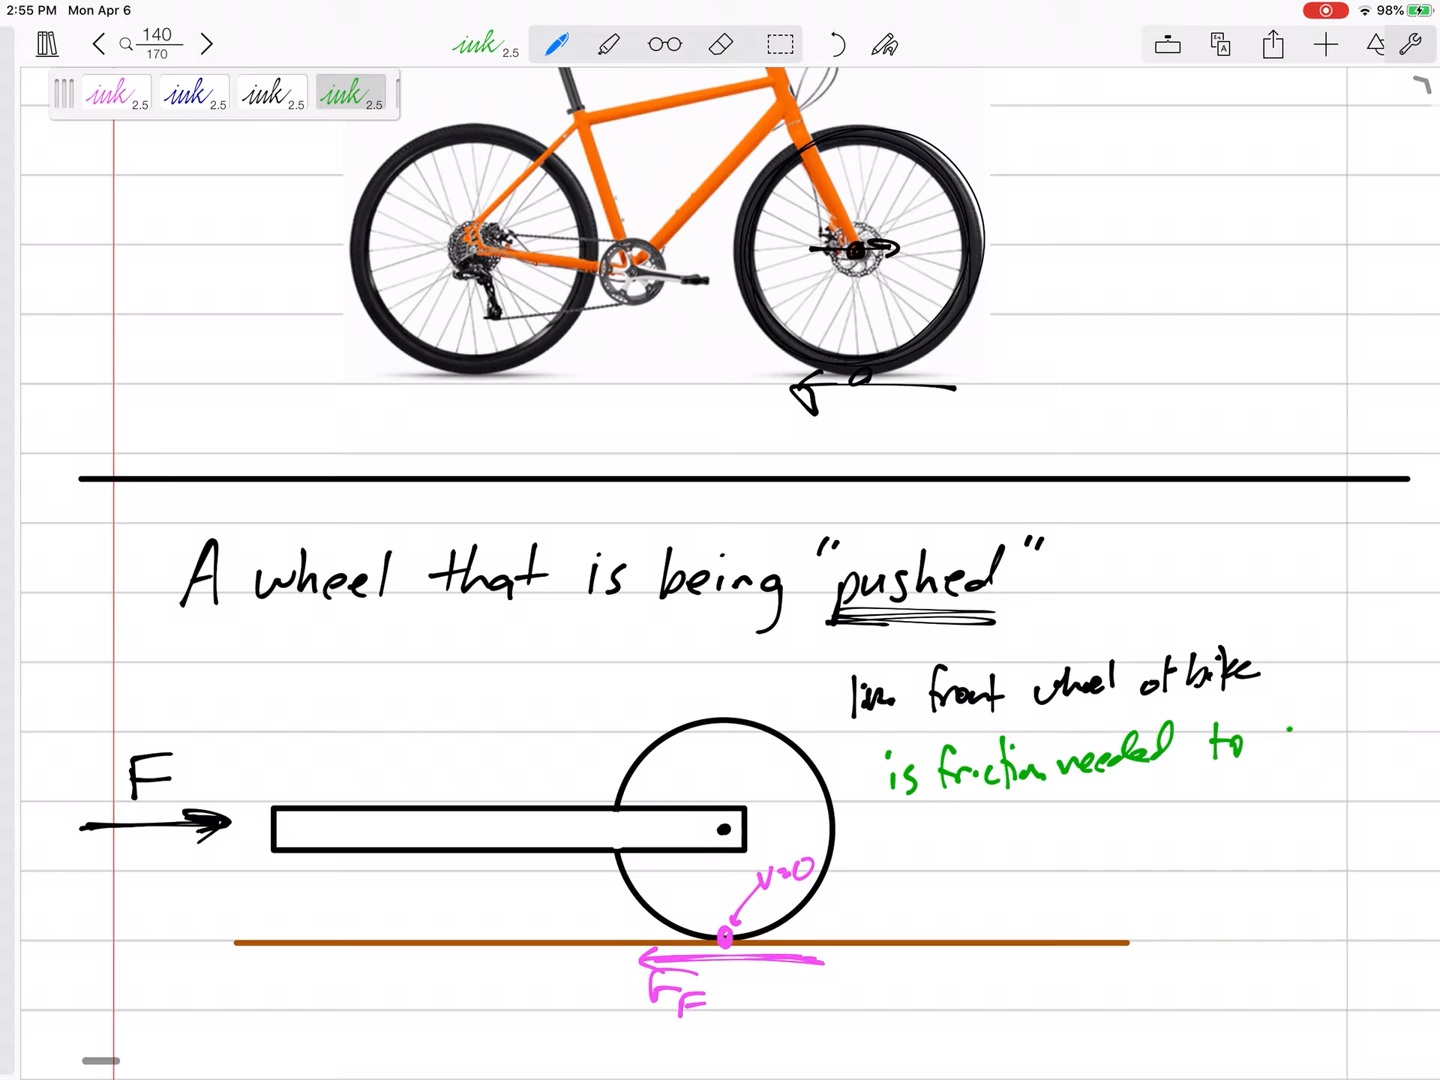 2:55 PM Mon Apr 6
98%
140
170
ink 2.5
ink 2.5
ink 2.5
ink 2.5
ink 2.5
A wheel that is being "pushed"
front wheel of bike
is friction needed to
F
v=0
F